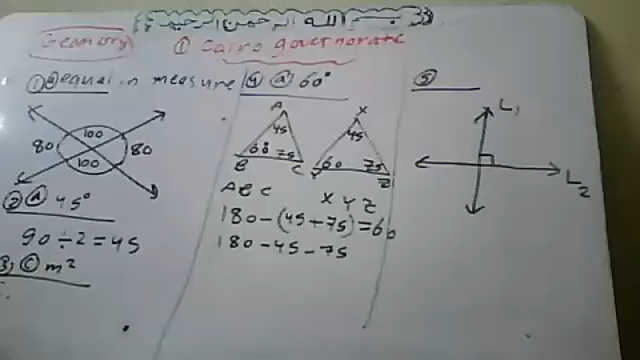 بسم الله الرحمن الرحيم
Geometry ① Cairo governorate
① ⓓ equal in measure
100
80 80
100
② ⓐ 45°
90 ÷ 2 = 45
3) ⓒ m²
④ ⓐ 60°
A X
45 45
60 75 60 75
B C Y Z
A B C X Y Z
180 - (45 + 75) = 60
180 - 45 - 75
⑤
L1
L2